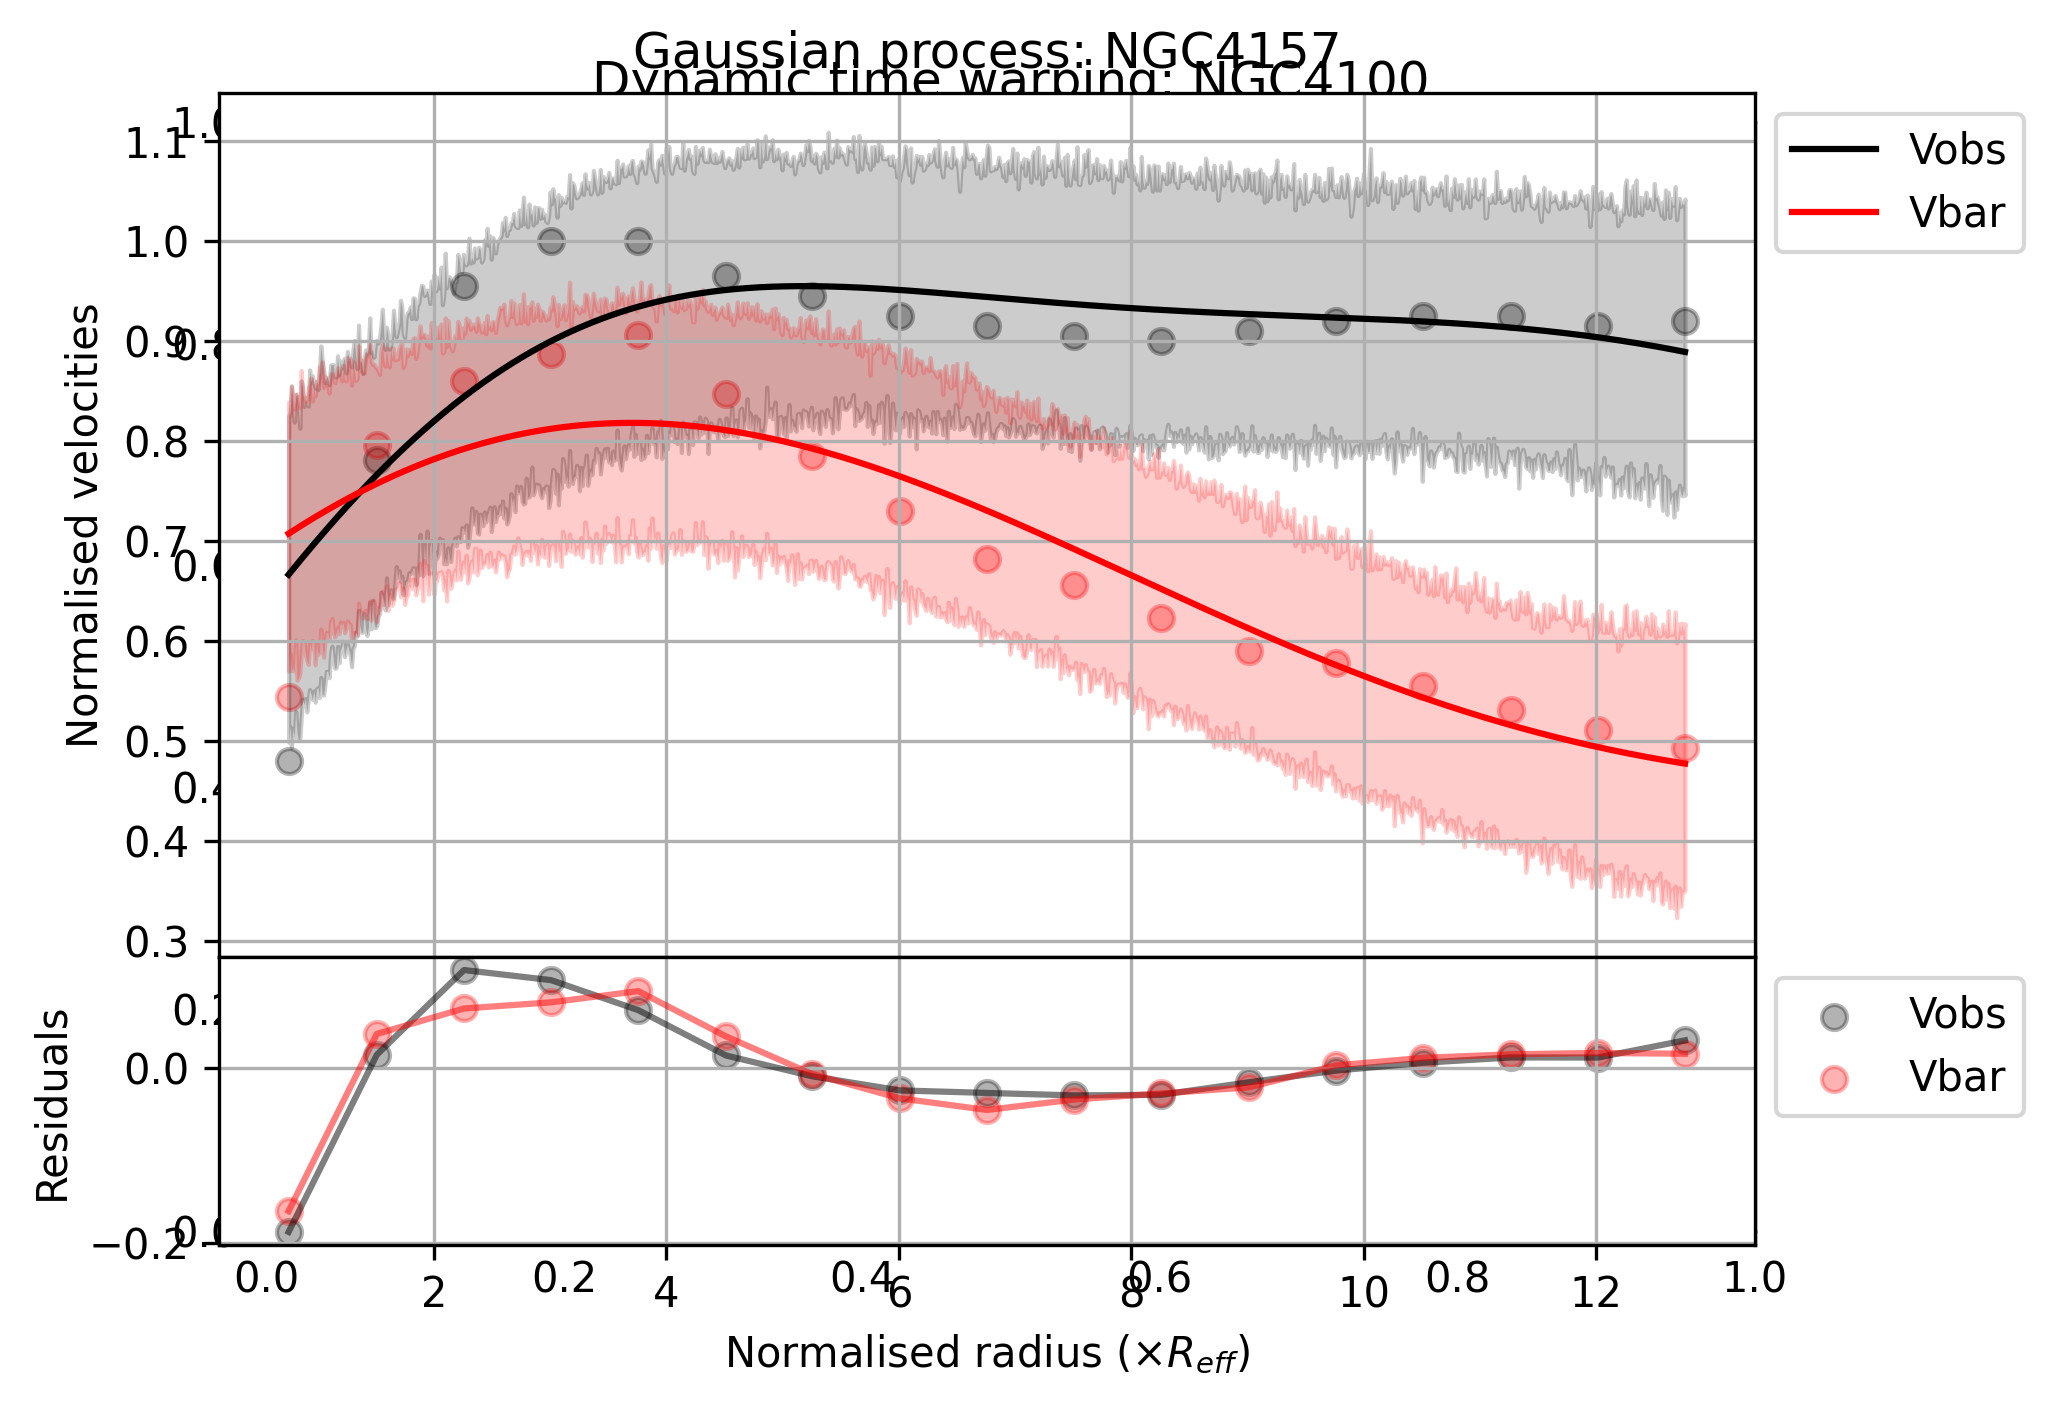 Gaussian process: NGC4157
Dynamic time warping: NGC4100
1.1
1.0
0.9
0.8
0.7
0.6
0.5
0.4
0.3
Normalised velocities
Vobs
Vbar
0.0
−0.2
Residuals
Vobs
Vbar
0.0 0.2 0.4 0.6 0.8 1.0
2 4 6 8 10 12
Normalised radius (×R_eff)